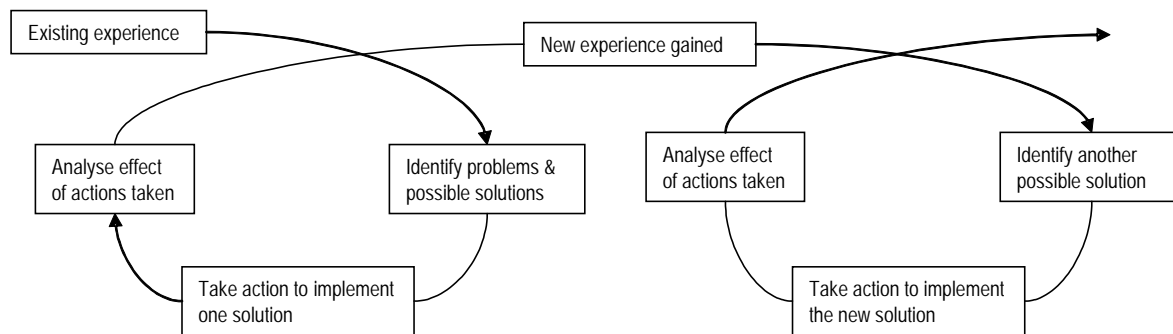 Existing experience
New experience gained
Analyse effect
of actions taken
Identify problems &
possible solutions
Take action to implement
one solution
Analyse effect
of actions taken
Identify another
possible solution
Take action to implement
the new solution